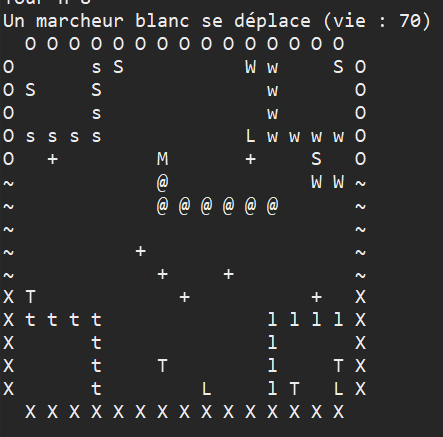 Un marcheur blanc se déplace (vie : 70)
  O O O O O O O O O O O O O O O
O       s S           W w     S O
O S     s               w       O
O       s               w       O
O s s s s             L w w w w O
O   +         M       +     S   O
~             @             W W ~
~             @ @ @ @ @ @       ~
~                               ~
~           +                   ~
~             +     +           ~
X T             +           +   X
X t t t t               l l l l X
X       t               l       X
X       t     T         l     T X
X       t         L     l T   L X
  X X X X X X X X X X X X X X X